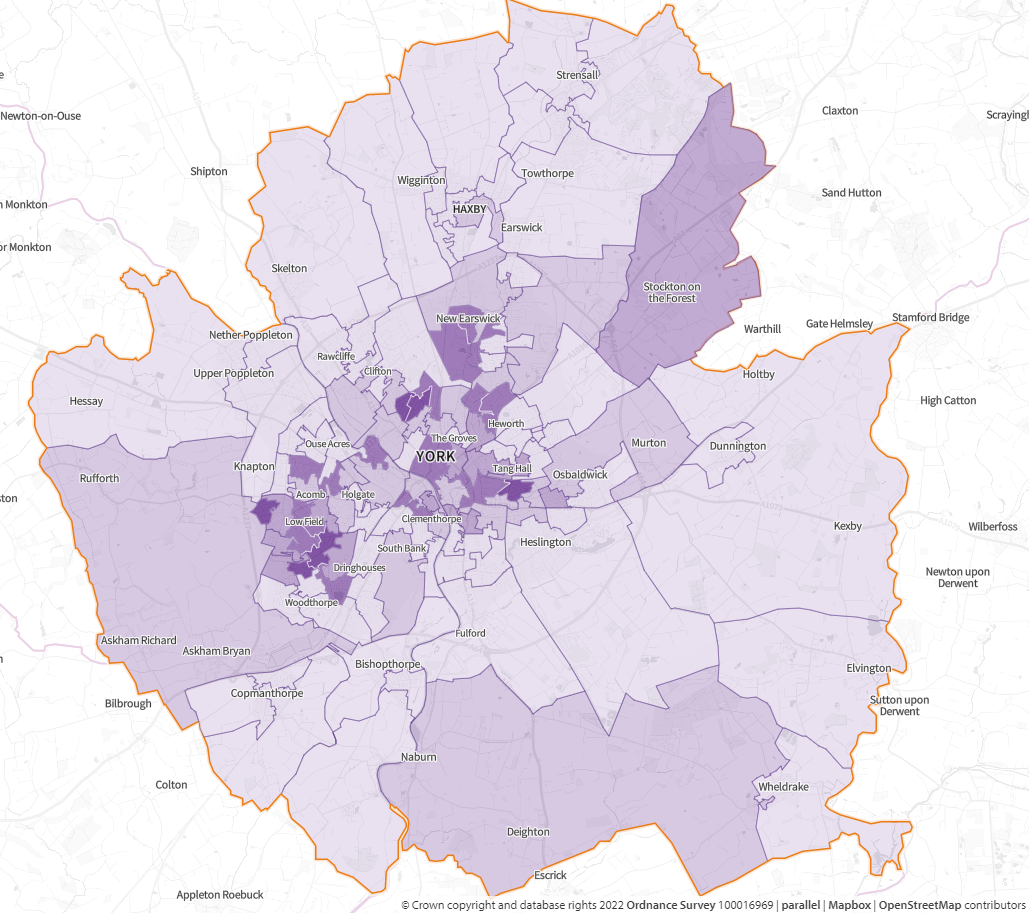 Strensall
Newton-on-Ouse
Claxton
Scrayingh
Shipton
Wigginton
Towthorpe
Sand Hutton
n Monkton
HAXBY
Earswick
or Monkton
Skelton
Stockton on
the Forest
New Earswick
Stamford Bridge
Gate Helmsley
Warthill
Nether Poppleton
Rawcliffe
Clifton
Upper Poppleton
Holtby
Hessay
High Catton
Heworth
The Groves
Ouse Acres
Murton
Dunnington
YORK
Knapton
Tang Hall
Osbaldwick
Rufforth
Acomb
Holgate
ston
Low Field
Clementhorpe
Kexby
Wilberfoss
Heslington
South Bank
Dringhouses
Newton upon
Derwent
Woodthorpe
Fulford
Askham Richard
Askham Bryan
Bishopthorpe
Elvington
Copmanthorpe
Bilbrough
Sutton upon
Derwent
Naburn
Colton
Wheldrake
Deighton
Escrick
Appleton Roebuck
© Crown copyright and database rights 2022 Ordnance Survey 100016969 | parallel | Mapbox | OpenStreetMap contributors